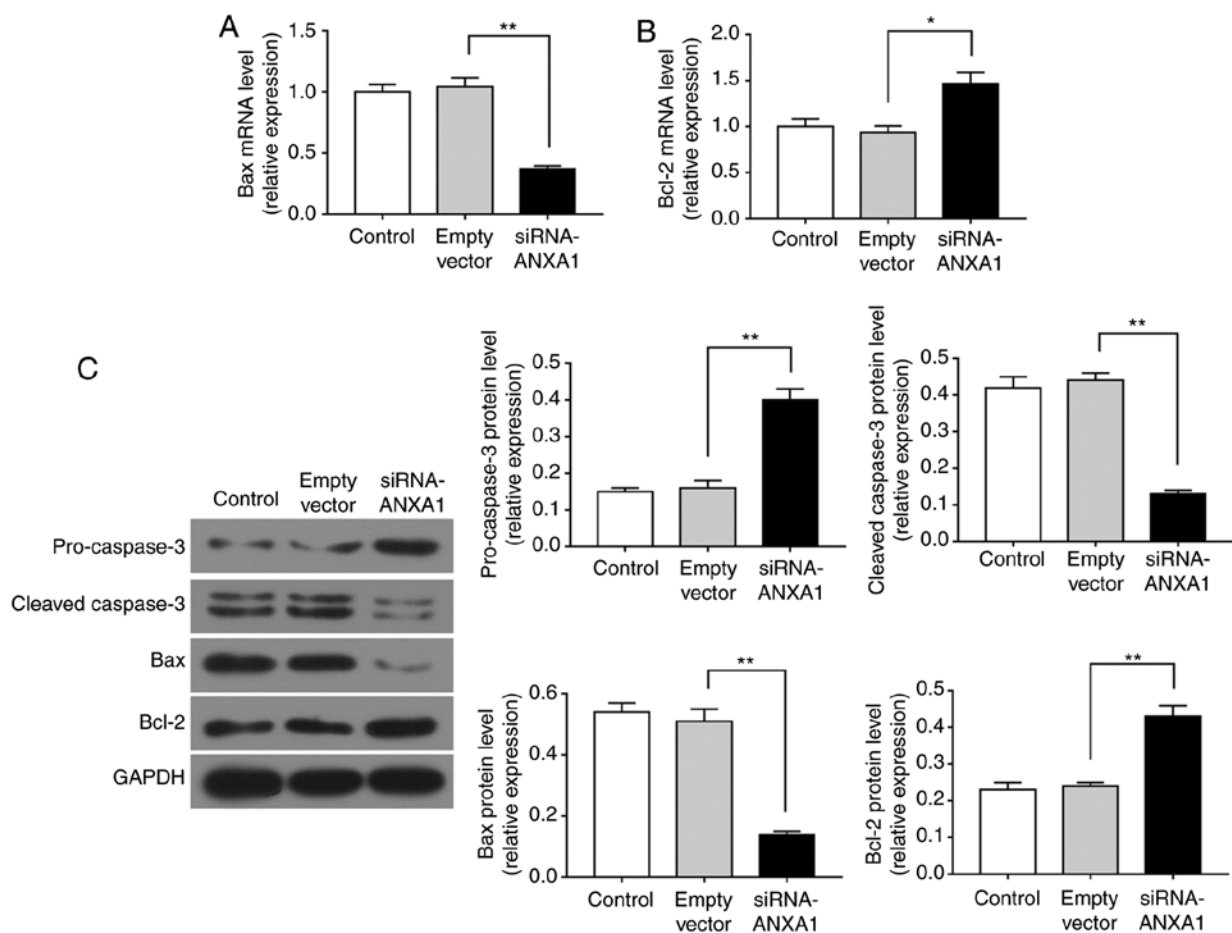 A
Bax mRNA level
(relative expression)
1.5
1.0
0.5
0.0
**
Control
Empty
vector
siRNA-
ANXA1
B
Bcl-2 mRNA level
(relative expression)
2.0
1.5
1.0
0.5
0.0
*
Control
Empty
vector
siRNA-
ANXA1
C
Control
Empty
vector
siRNA-
ANXA1
Pro-caspase-3
Cleaved caspase-3
Bax
Bcl-2
GAPDH
Pro-caspase-3 protein level
(relative expression)
0.5
0.4
0.3
0.2
0.1
0.0
**
Control
Empty
vector
siRNA-
ANXA1
Cleaved caspase-3 protein level
(relative expression)
0.5
0.4
0.3
0.2
0.1
0.0
**
Control
Empty
vector
siRNA-
ANXA1
Bax protein level
(relative expression)
0.6
0.4
0.2
0.0
**
Control
Empty
vector
siRNA-
ANXA1
Bcl-2 protein level
(relative expression)
0.5
0.4
0.3
0.2
0.1
0.0
**
Control
Empty
vector
siRNA-
ANXA1